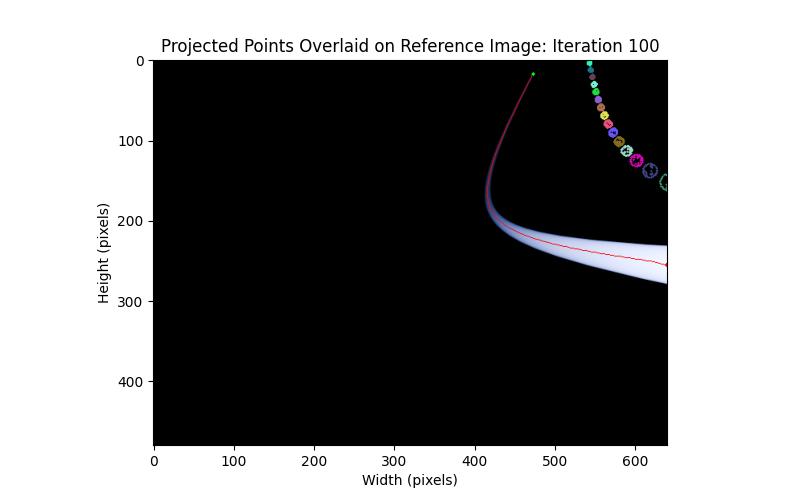 Projected Points Overlaid on Reference Image: Iteration 100
0
100
200
300
400
Height (pixels)
0 100 200 300 400 500 600
Width (pixels)